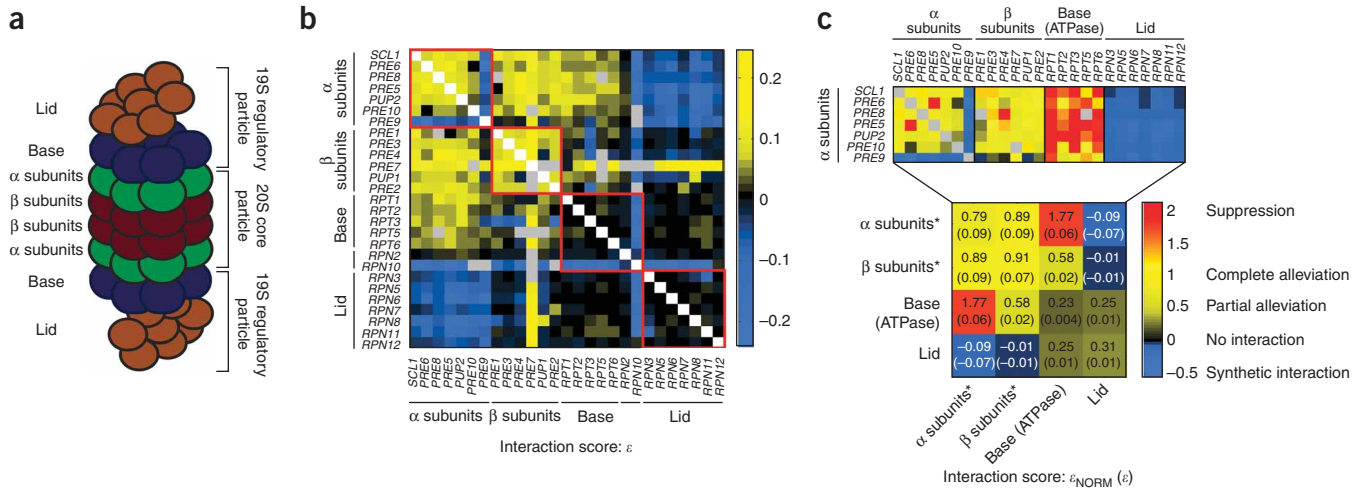 a
Lid
Base
α subunits
β subunits
β subunits
α subunits
Base
Lid
19S regulatory
particle
20S core
particle
19S regulatory
particle
b
α
subunits
β
subunits
Base
Lid
SCL1
PRE6
PRE8
PRE5
PUP2
PRE10
PRE9
PRE1
PRE3
PRE4
PRE7
PUP1
PRE2
RPT1
RPT2
RPT3
RPT5
RPT6
RPN2
RPN10
RPN3
RPN5
RPN6
RPN7
RPN8
RPN11
RPN12
SCL1
PRE6
PRE8
PRE5
PUP2
PRE10
PRE9
PRE1
PRE3
PRE4
PRE7
PUP1
PRE2
RPT1
RPT2
RPT3
RPT5
RPT6
RPN2
RPN10
RPN3
RPN5
RPN6
RPN7
RPN8
RPN11
RPN12
α subunits
β subunits
Base
Lid
Interaction score: ε
0.2
0.1
0
−0.1
−0.2
c
α
subunits
β
subunits
Base
(ATPase)
Lid
SCL1
PRE6
PRE8
PRE5
PUP2
PRE10
PRE9
PRE1
PRE3
PRE4
PRE7
PUP1
PRE2
RPT1
RPT2
RPT3
RPT5
RPT6
RPN3
RPN5
RPN6
RPN7
RPN8
RPN11
RPN12
α subunits
SCL1
PRE6
PRE8
PRE5
PUP2
PRE10
PRE9
α subunits*
0.79 0.89 1.77 −0.09
(0.09) (0.09) (0.06) (−0.07)
β subunits*
0.89 0.91 0.58 −0.01
(0.09) (0.07) (0.02) (−0.01)
Base
(ATPase)
1.77 0.58 0.23 0.25
(0.06) (0.02) (0.004) (0.01)
Lid
−0.09 −0.01 0.25 0.31
(−0.07) (−0.01) (0.01) (0.01)
α subunits*
β subunits*
Base (ATPase)
Lid
2
1.5
1
0.5
0
−0.5
Suppression
Complete alleviation
Partial alleviation
No interaction
Synthetic interaction
Interaction score: εNORM (ε)